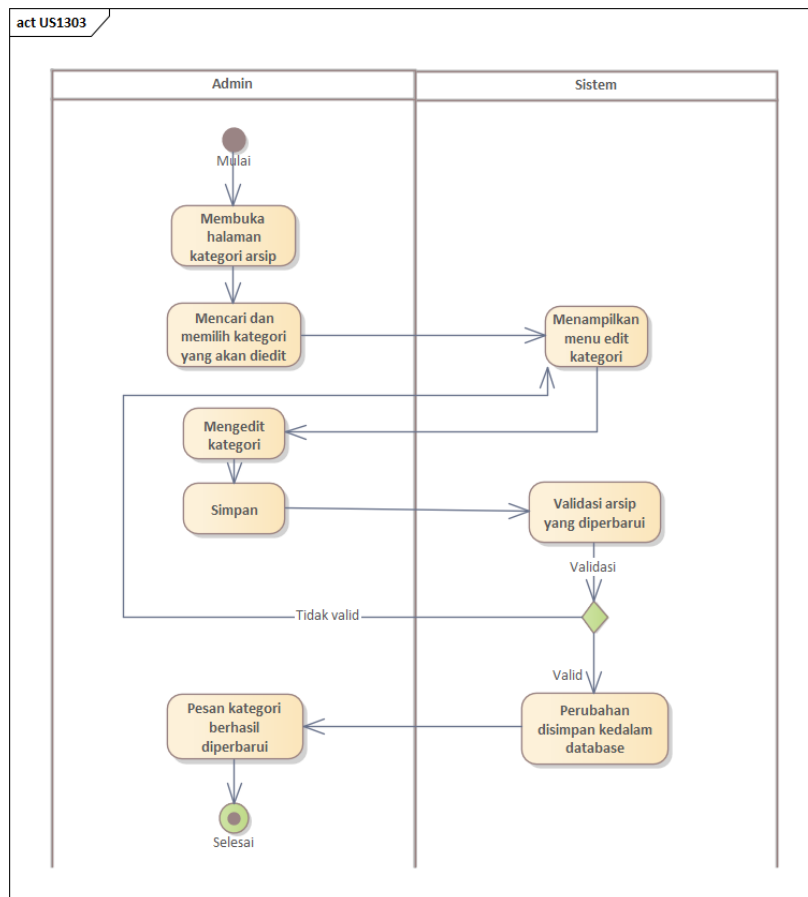 act US1303
Admin
Sistem
Mulai
Membuka
halaman
kategori arsip
Mencari dan
memilih kategori
yang akan diedit
Menampilkan
menu edit
kategori
Mengedit
kategori
Simpan
Validasi arsip
yang diperbarui
Validasi
Tidak valid
Valid
Pesan kategori
berhasil
diperbarui
Perubahan
disimpan kedalam
database
Selesai